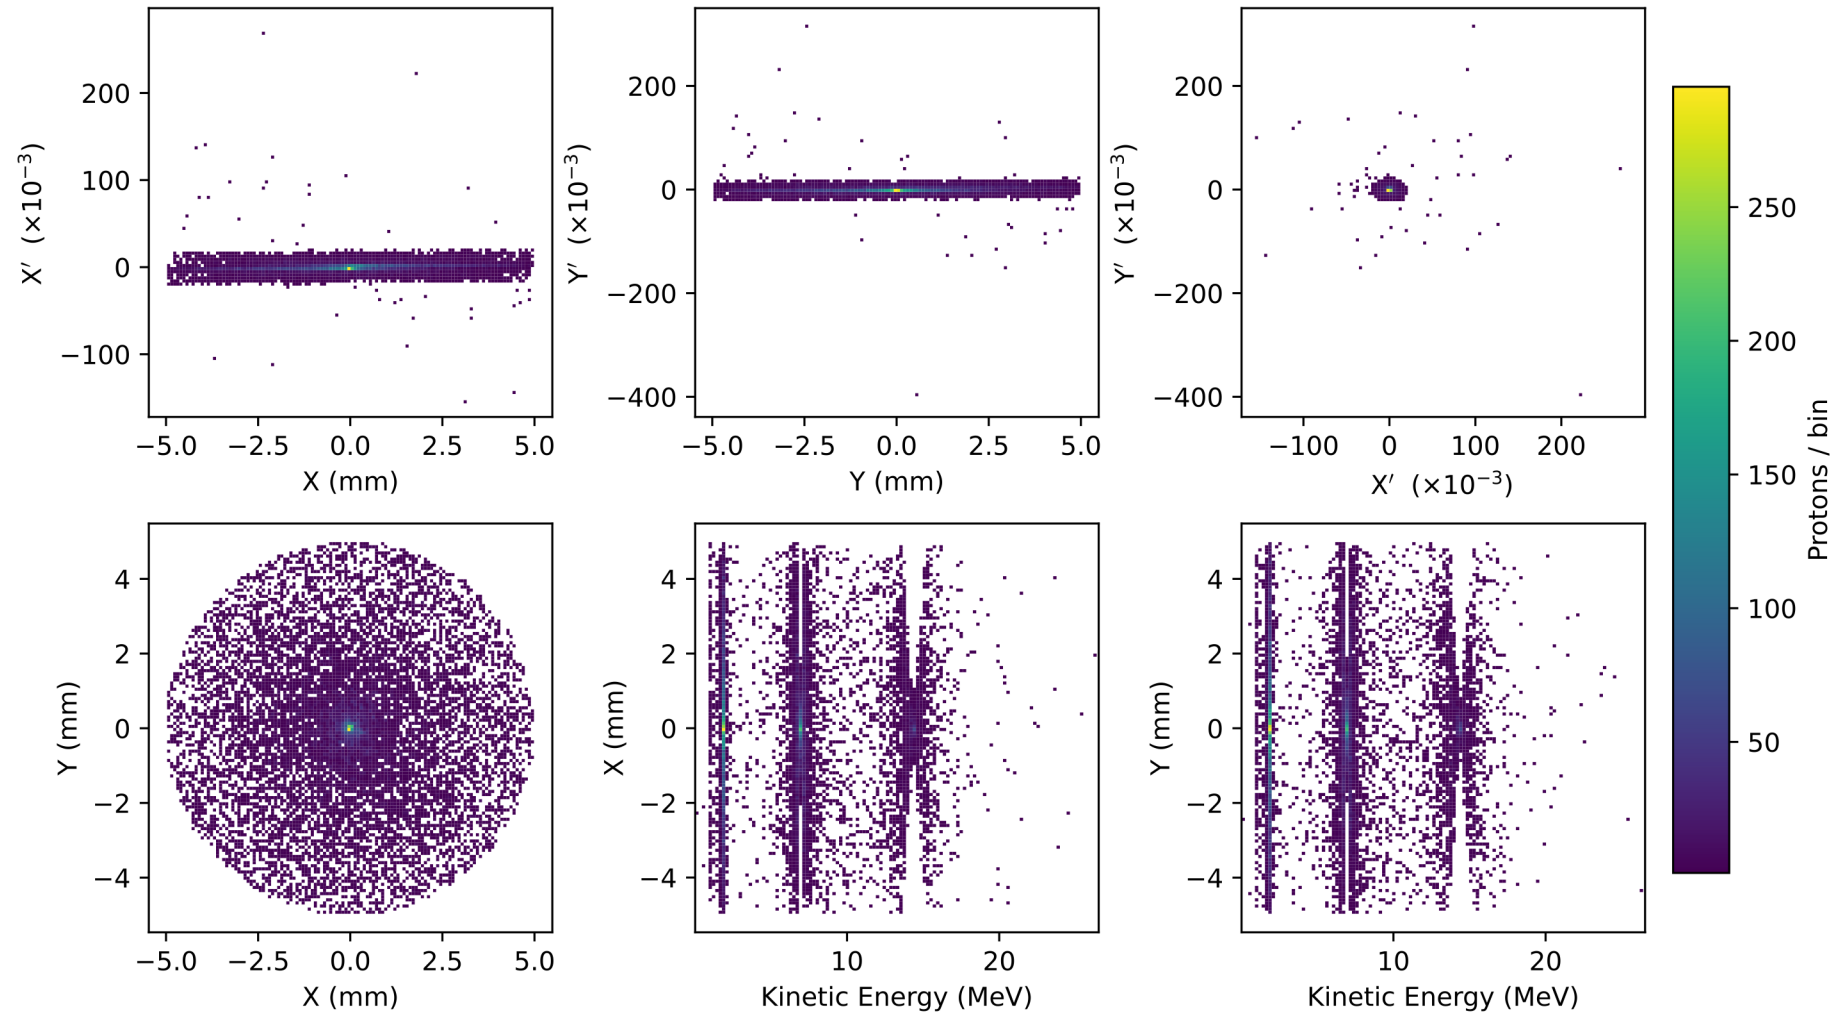 X′ (×10⁻³)
200
100
0
−100
−5.0 −2.5 0.0 2.5 5.0
X (mm)
Y′ (×10⁻³)
200
0
−200
−400
−5.0 −2.5 0.0 2.5 5.0
Y (mm)
Y′ (×10⁻³)
200
0
−200
−400
−100 0 100 200
X′ (×10⁻³)
Y (mm)
4
2
0
−2
−4
−5.0 −2.5 0.0 2.5 5.0
X (mm)
X (mm)
4
2
0
−2
−4
10 20
Kinetic Energy (MeV)
Y (mm)
4
2
0
−2
−4
10 20
Kinetic Energy (MeV)
250
200
150
100
50
Protons / bin